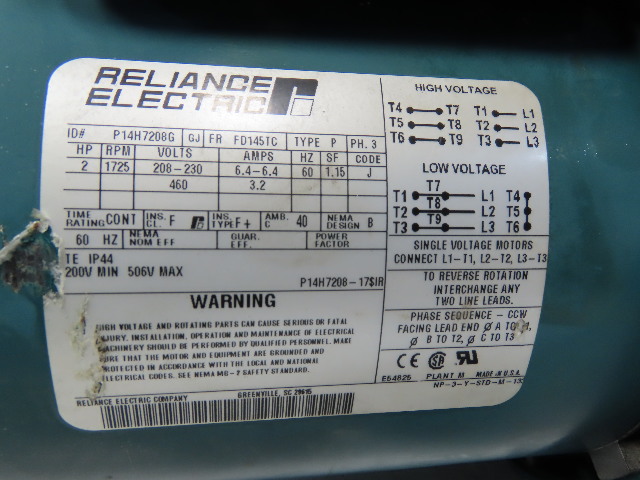 RELIANCE
ELECTRIC
ID# P14H7208G GJ FR FD145TC TYPE P PH. 3
HP RPM VOLTS AMPS HZ SF CODE
2 1725 208-230 6.4-6.4 60 1.15 J
460 3.2
TIME RATING CONT INS. CL. F INS. TYPE F+ AMB. C 40 NEMA DESIGN B
60 HZ NEMA NOM EFF GUAR. EFF. POWER FACTOR
TE IP44
200V MIN 506V MAX
P14H7208-17$IR
WARNING
HIGH VOLTAGE AND ROTATING PARTS CAN CAUSE SERIOUS OR FATAL
INJURY. INSTALLATION, OPERATION AND MAINTENANCE OF ELECTRICAL
MACHINERY SHOULD BE PERFORMED BY QUALIFIED PERSONNEL. MAKE
SURE THAT THE MOTOR AND EQUIPMENT ARE GROUNDED AND
PROTECTED IN ACCORDANCE WITH THE LOCAL AND NATIONAL
ELECTRICAL CODES. SEE NEMA MG-2 SAFETY STANDARD.
RELIANCE ELECTRIC COMPANY GREENVILLE, SC 29615
HIGH VOLTAGE
T4 T7 T1 L1
T5 T8 T2 L2
T6 T9 T3 L3
LOW VOLTAGE
T7
T1 L1 T4
T8
T2 L2 T5
T9
T3 L3 T6
SINGLE VOLTAGE MOTORS
CONNECT L1-T1, L2-T2, L3-T3
TO REVERSE ROTATION
INTERCHANGE ANY
TWO LINE LEADS.
PHASE SEQUENCE - CCW
FACING LEAD END Ø A TO T1,
Ø B TO T2, Ø C TO T3
CE SA UR
E54825 PLANT M MADE IN U.S.A.
NP-3-Y-STD-M-133